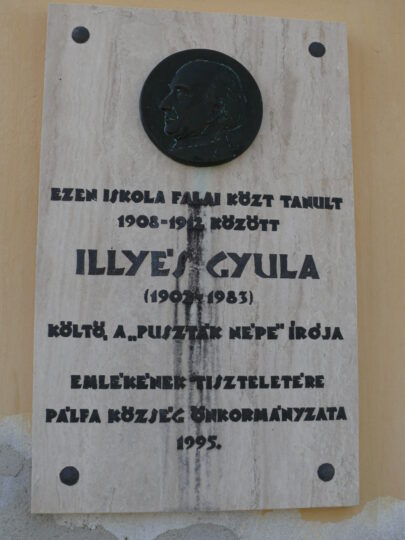 EZEN ISKOLA FALAI KÖZT TANULT
1908-1912 KÖZÖTT
ILLYÉS GYULA
(1902-1983)
KÖLTŐ, A „PUSZTÁK NÉPE" ÍRÓJA
EMLÉKÉNEK TISZTELETÉRE
PÁLFA KÖZSÉG ÖNKORMÁNYZATA
1995.